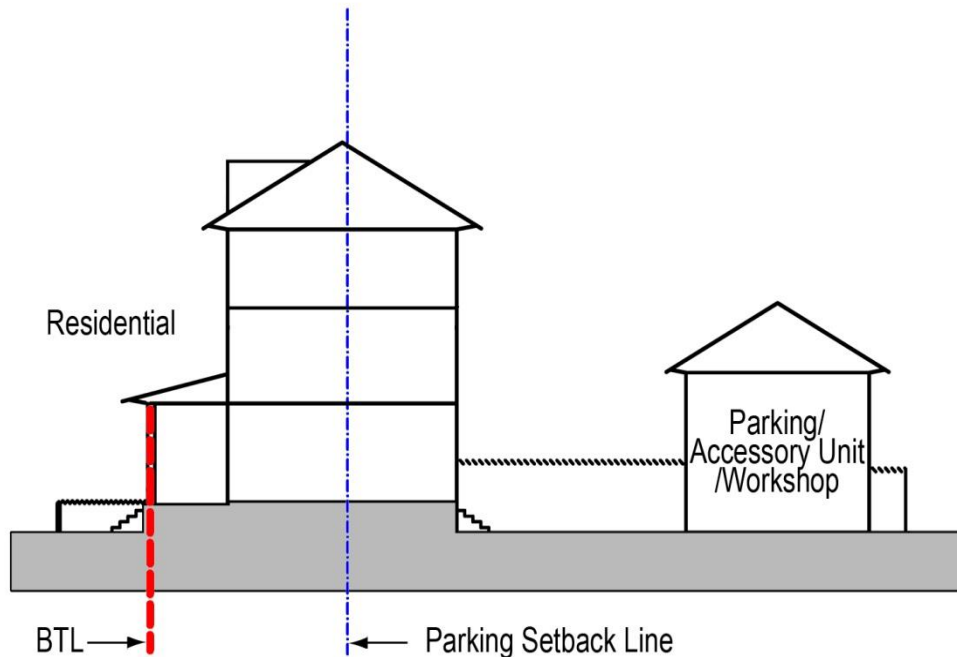 Residential
Parking/
Accessory Unit
/Workshop
BTL
Parking Setback Line